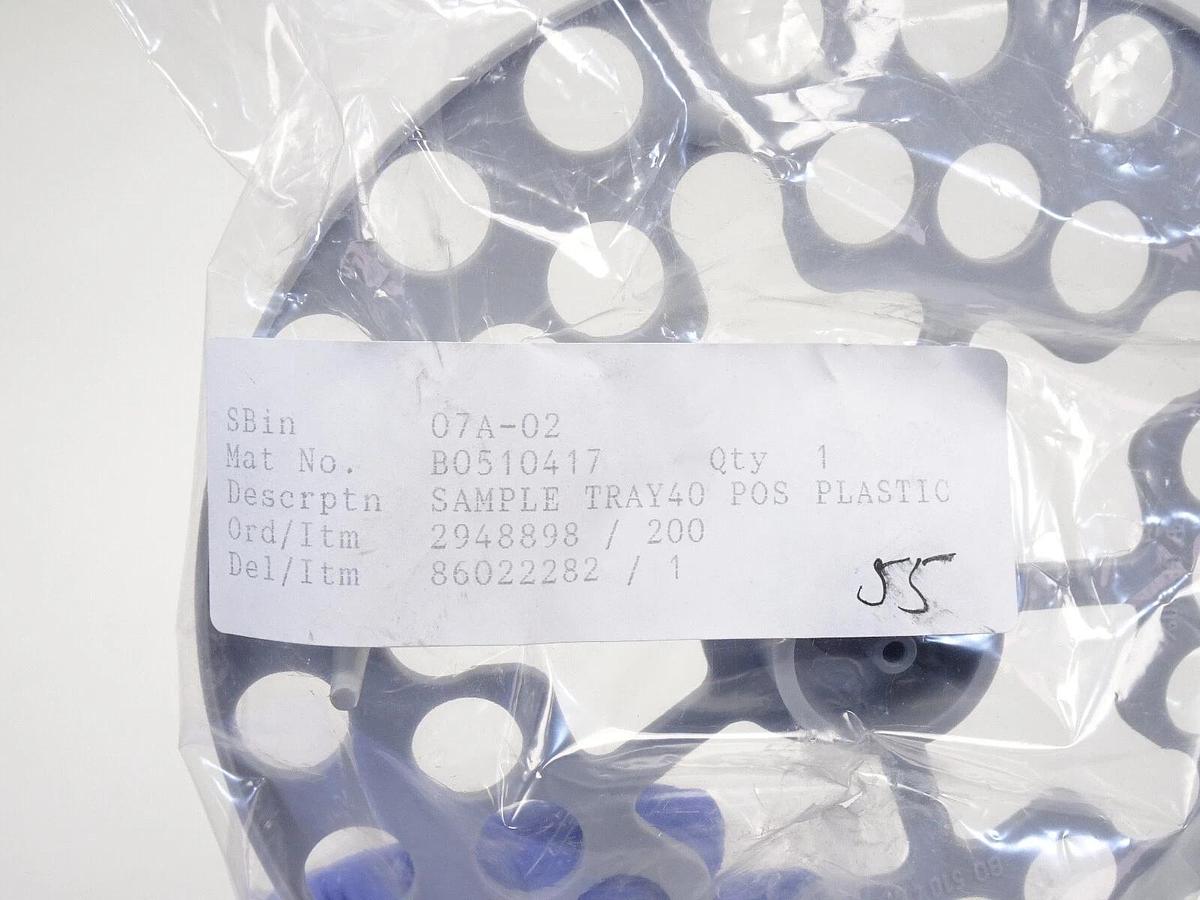 SBin 07A-02
Mat No. B0510417 Qty 1
Descrptn SAMPLE TRAY40 POS PLASTIC
Ord/Itm 2948898 / 200
Del/Itm 86022282 / 1
55